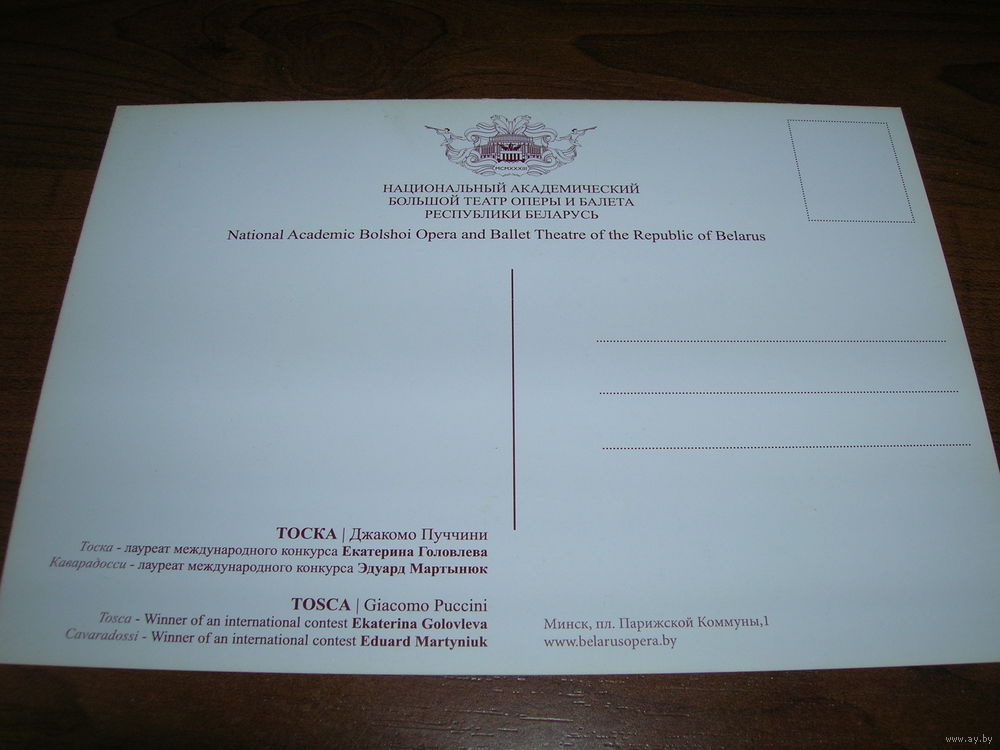 MCMXXXIII
НАЦИОНАЛЬНЫЙ АКАДЕМИЧЕСКИЙ
БОЛЬШОЙ ТЕАТР ОПЕРЫ И БАЛЕТА
РЕСПУБЛИКИ БЕЛАРУСЬ
National Academic Bolshoi Opera and Ballet Theatre of the Republic of Belarus
ТОСКА | Джакомо Пуччини
Тоска - лауреат международного конкурса Екатерина Головлева
Каварадосси - лауреат международного конкурса Эдуард Мартынюк
TOSCA | Giacomo Puccini
Tosca - Winner of an international contest Ekaterina Golovleva
Cavaradossi - Winner of an international contest Eduard Martyniuk
Минск, пл. Парижской Коммуны,1
www.belarusopera.by
www.ay.by